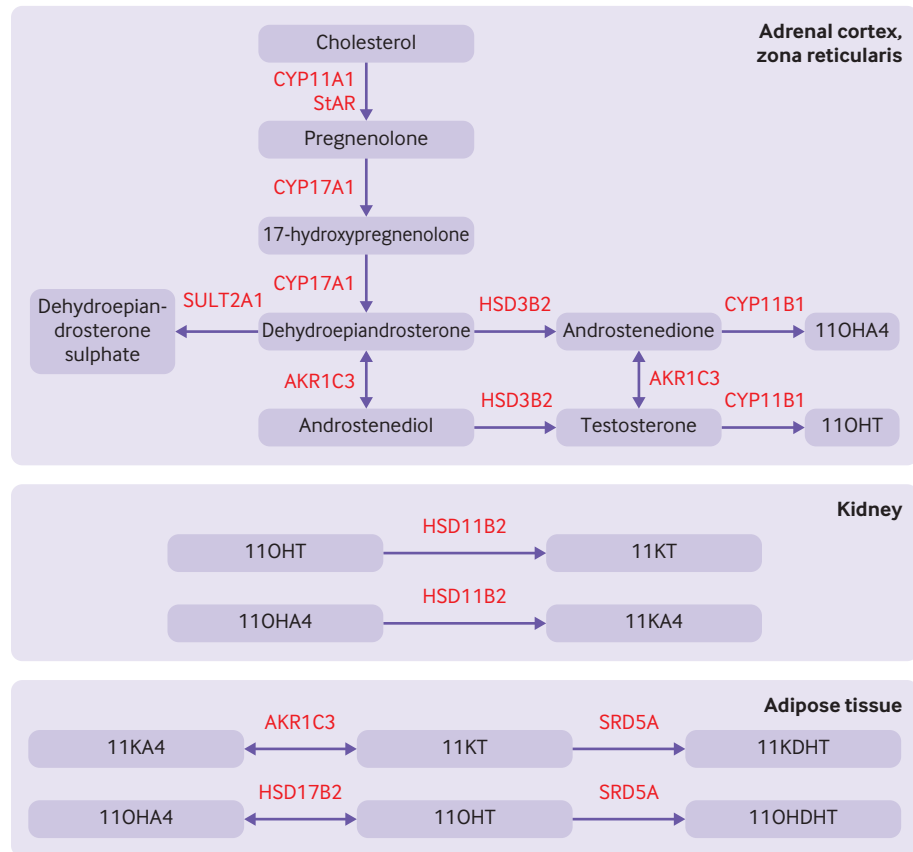 Adrenal cortex,
zona reticularis
Cholesterol
CYP11A1
StAR
Pregnenolone
CYP17A1
17-hydroxypregnenolone
CYP17A1
Dehydroepian-
drosterone
sulphate
SULT2A1
Dehydroepiandrosterone
HSD3B2
Androstenedione
CYP11B1
11OHA4
AKR1C3
AKR1C3
Androstenediol
HSD3B2
Testosterone
CYP11B1
11OHT
Kidney
11OHT
HSD11B2
11KT
11OHA4
HSD11B2
11KA4
Adipose tissue
11KA4
AKR1C3
11KT
SRD5A
11KDHT
11OHA4
HSD17B2
11OHT
SRD5A
11OHDHT